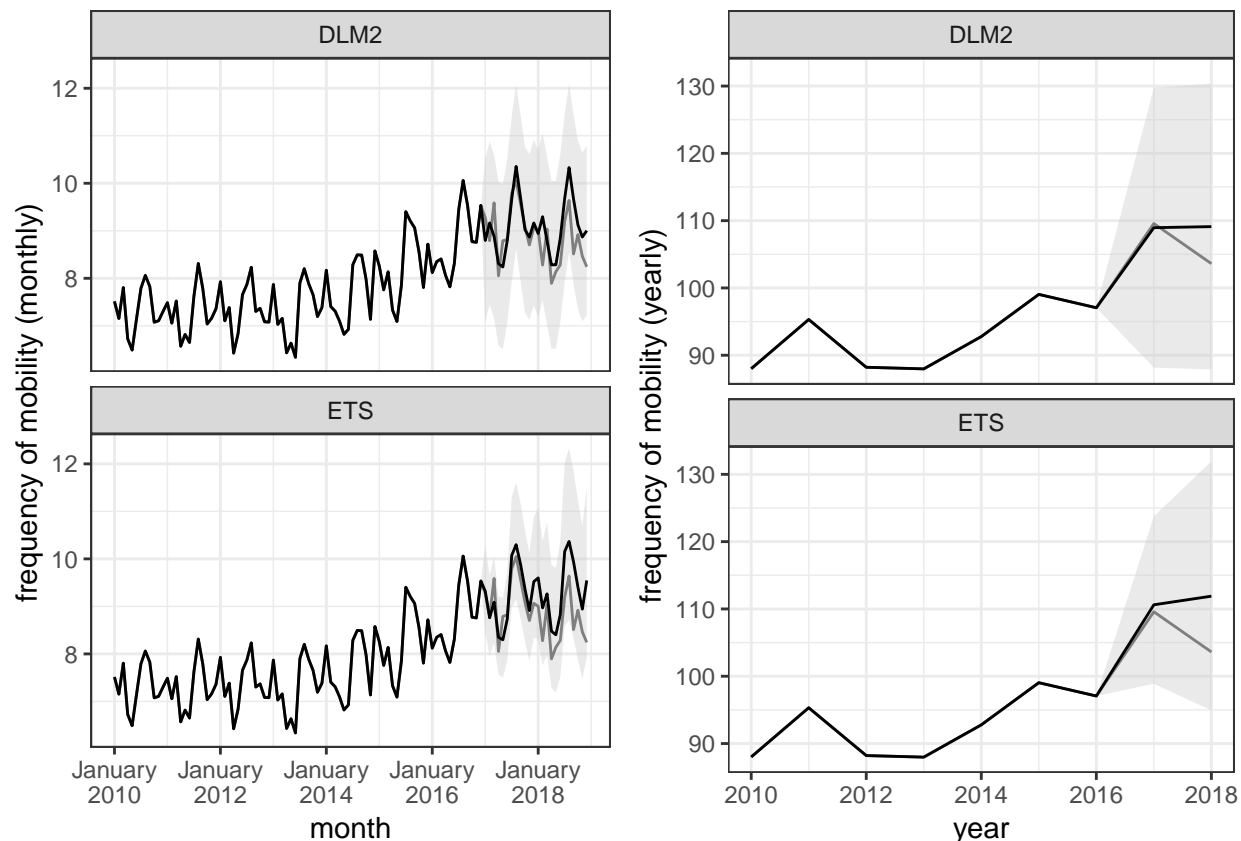 DLM2
12
10
8
frequency of mobility (monthly)
ETS
12
10
8
January January January January January
2010 2012 2014 2016 2018
month
DLM2
130
120
110
100
90
frequency of mobility (yearly)
ETS
130
120
110
100
90
2010 2012 2014 2016 2018
year